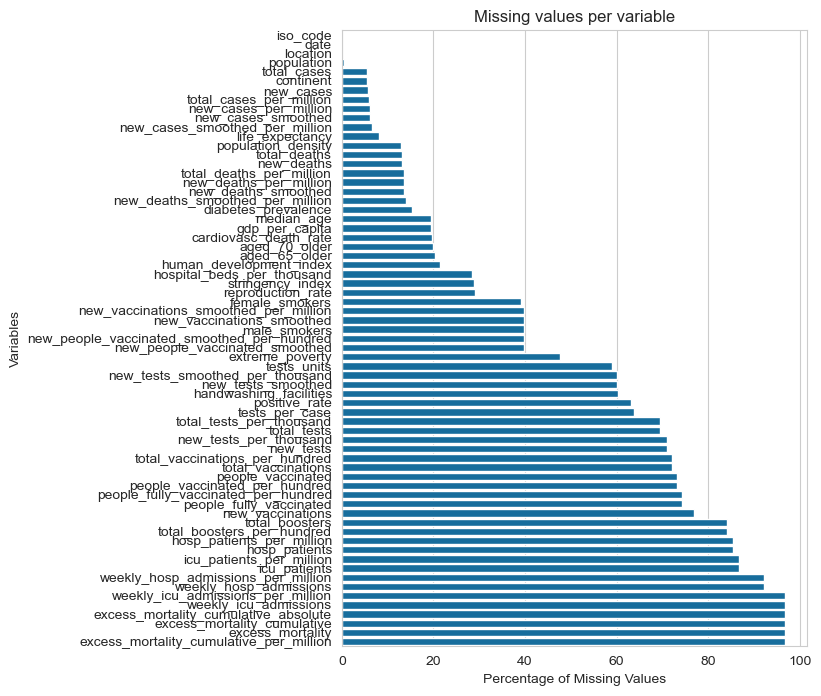 Missing values per variable
iso_code
date
location
population
total_cases
continent
new_cases
total_cases_per_million
new_cases_per_million
new_cases_smoothed
new_cases_smoothed_per_million
life_expectancy
population_density
total_deaths
new_deaths
total_deaths_per_million
new_deaths_per_million
new_deaths_smoothed
new_deaths_smoothed_per_million
diabetes_prevalence
median_age
gdp_per_capita
cardiovasc_death_rate
aged_70_older
aged_65_older
human_development_index
hospital_beds_per_thousand
stringency_index
reproduction_rate
female_smokers
new_vaccinations_smoothed_per_million
new_vaccinations_smoothed
male_smokers
new_people_vaccinated_smoothed_per_hundred
new_people_vaccinated_smoothed
extreme_poverty
tests_units
new_tests_smoothed_per_thousand
new_tests_smoothed
handwashing_facilities
positive_rate
tests_per_case
total_tests_per_thousand
total_tests
new_tests_per_thousand
new_tests
total_vaccinations_per_hundred
total_vaccinations
people_vaccinated
people_vaccinated_per_hundred
people_fully_vaccinated_per_hundred
people_fully_vaccinated
new_vaccinations
total_boosters
total_boosters_per_hundred
hosp_patients_per_million
hosp_patients
icu_patients_per_million
icu_patients
weekly_hosp_admissions_per_million
weekly_hosp_admissions
weekly_icu_admissions_per_million
weekly_icu_admissions
excess_mortality_cumulative_absolute
excess_mortality_cumulative
excess_mortality
excess_mortality_cumulative_per_million
Variables
0 20 40 60 80 100
Percentage of Missing Values